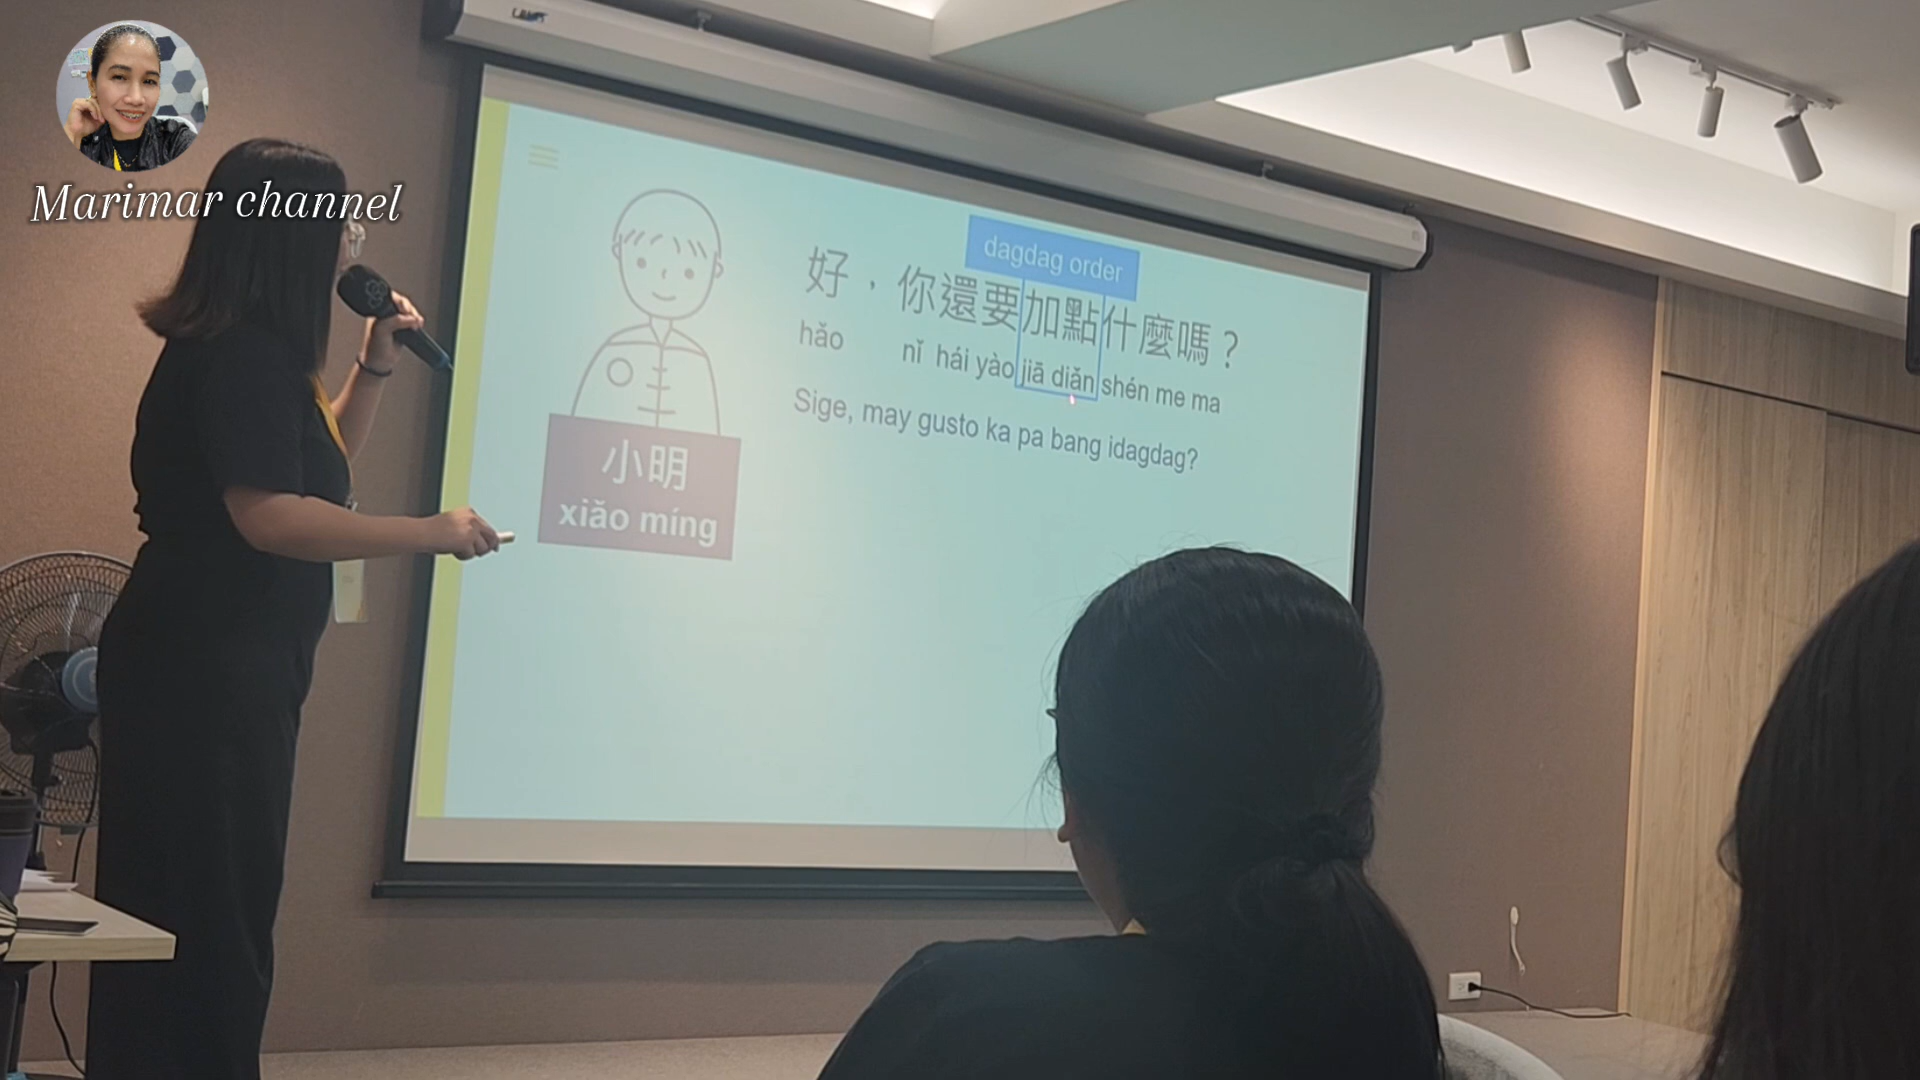 Marimar channel
dagdag order
好，你還要加點什麼嗎？
hǎo nǐ hái yào jiā diǎn shén me ma
Sige, may gusto ka pa bang idagdag?
小明
xiǎo míng